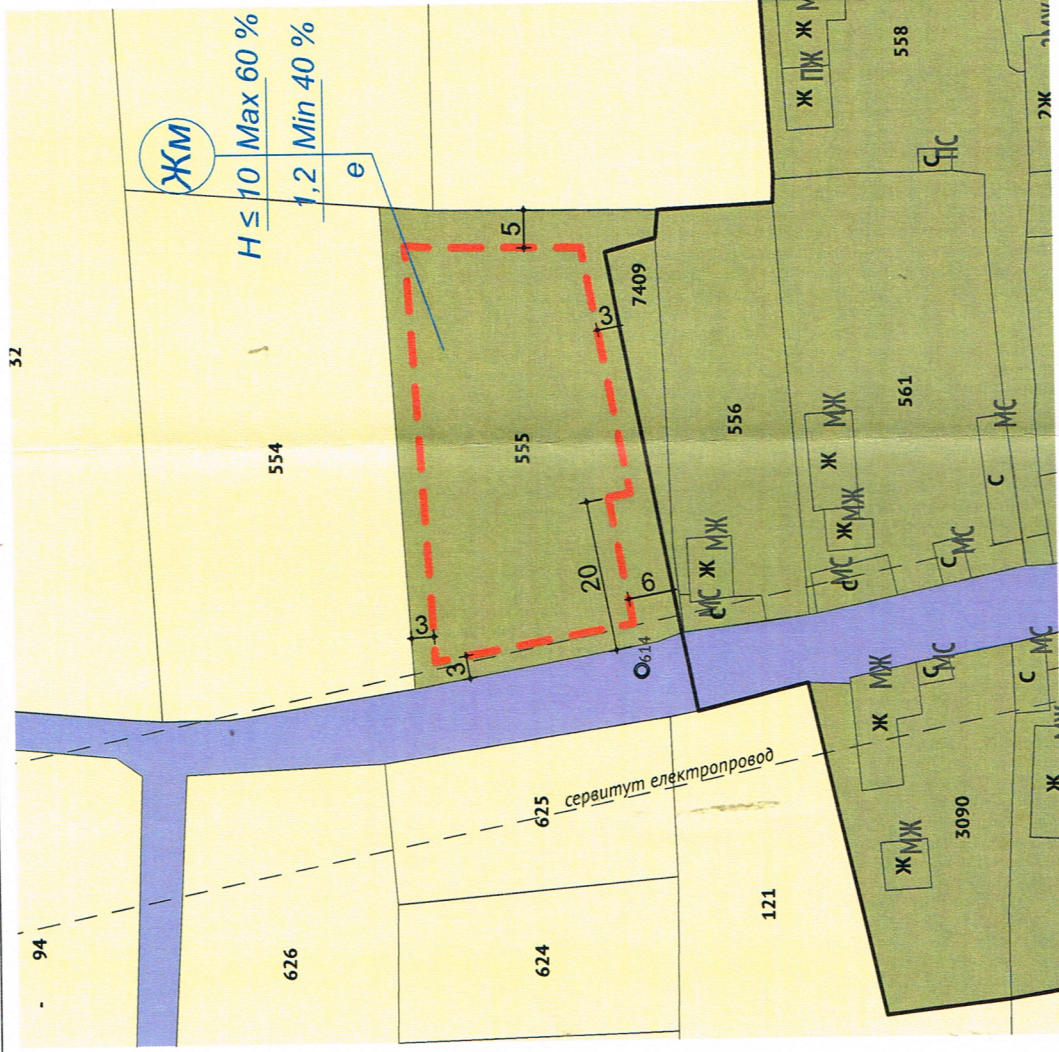 32
Жм
H ≤ 10 Max 60 %
1,2 Min 40 %
е
554
558
Ж ПЖ Ж
С ПС
2Ж
5
555
3
7409
3
3
20
6
О614
556
561
Ж МЖ
Ж МЖ
С МС
Ж МЖ
МС С
МС С
С МС
94
626
625
сервитут електропровод
624
121
Ж МЖ
С МС
С МС
Ж МЖ
3090
Ж